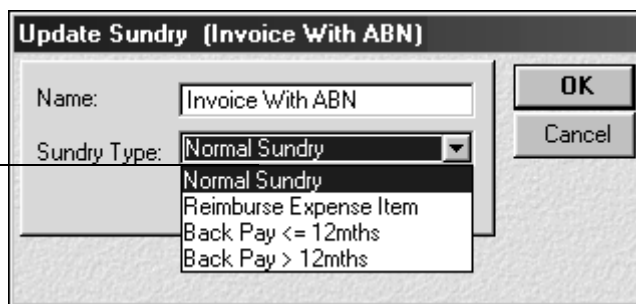 Update Sundry (Invoice With ABN)
Name: Invoice With ABN
OK
Sundry Type: Normal Sundry
Cancel
Normal Sundry
Reimburse Expense Item
Back Pay <= 12mths
Back Pay > 12mths